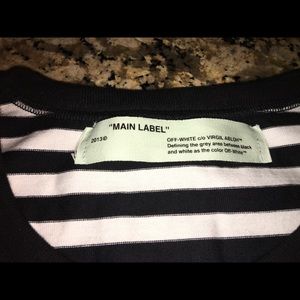 "MAIN LABEL"
2013©
OFF-WHITE c/o VIRGIL ABLOH™
Defining the grey area between black
and white as the color Off-White™